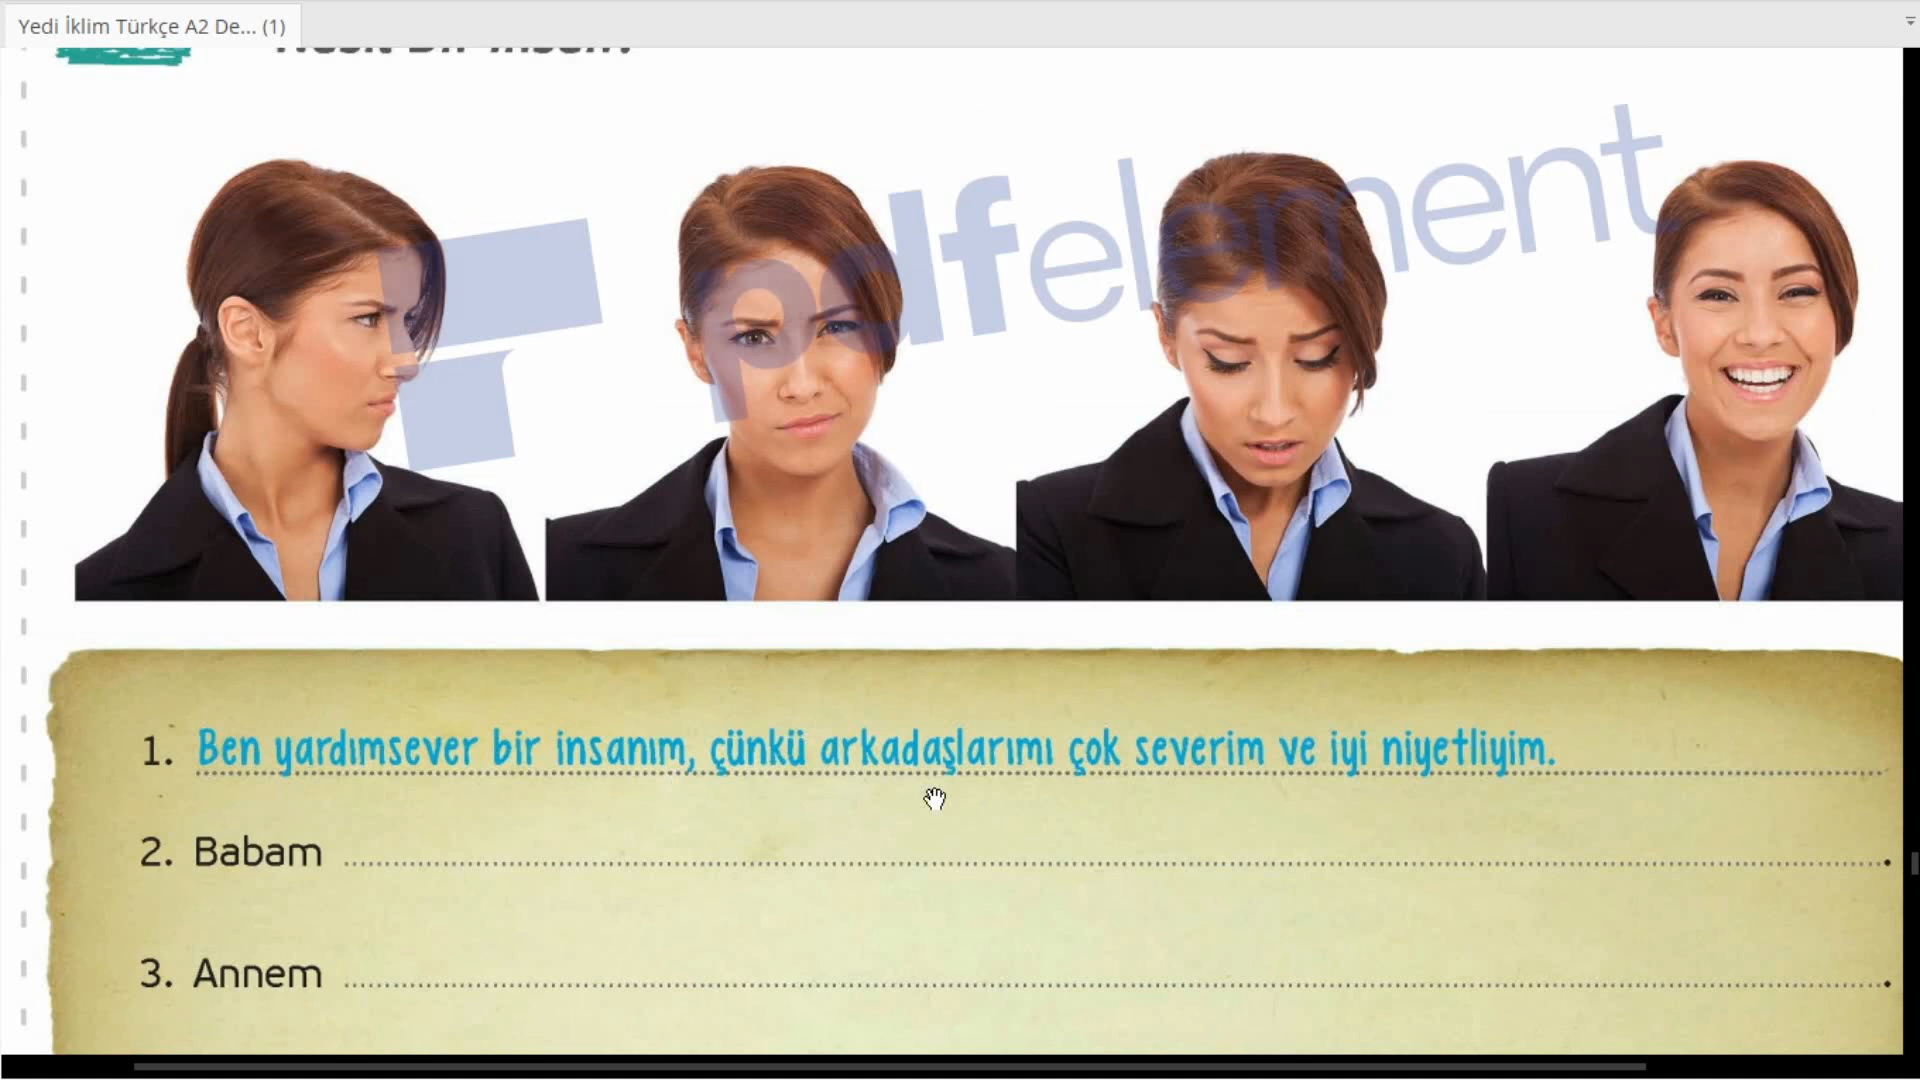 Yedi İklim Türkçe A2 De... (1)
pdfelement
1. Ben yardımsever bir insanım, çünkü arkadaşlarımı çok severim ve iyi niyetliyim.
2. Babam
3. Annem